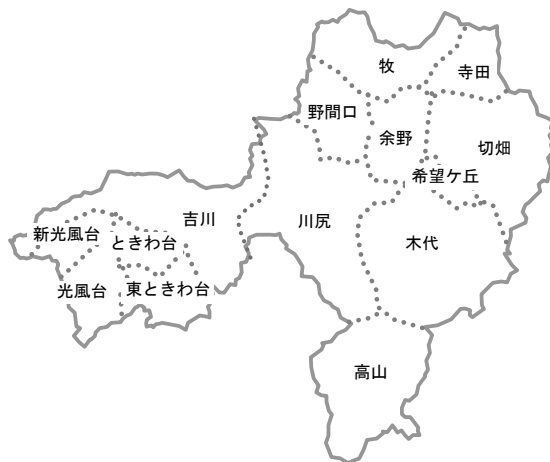 牧
寺田
野間口
余野
切畑
希望ケ丘
吉川
川尻
新光風台
ときわ台
木代
光風台
東ときわ台
高山